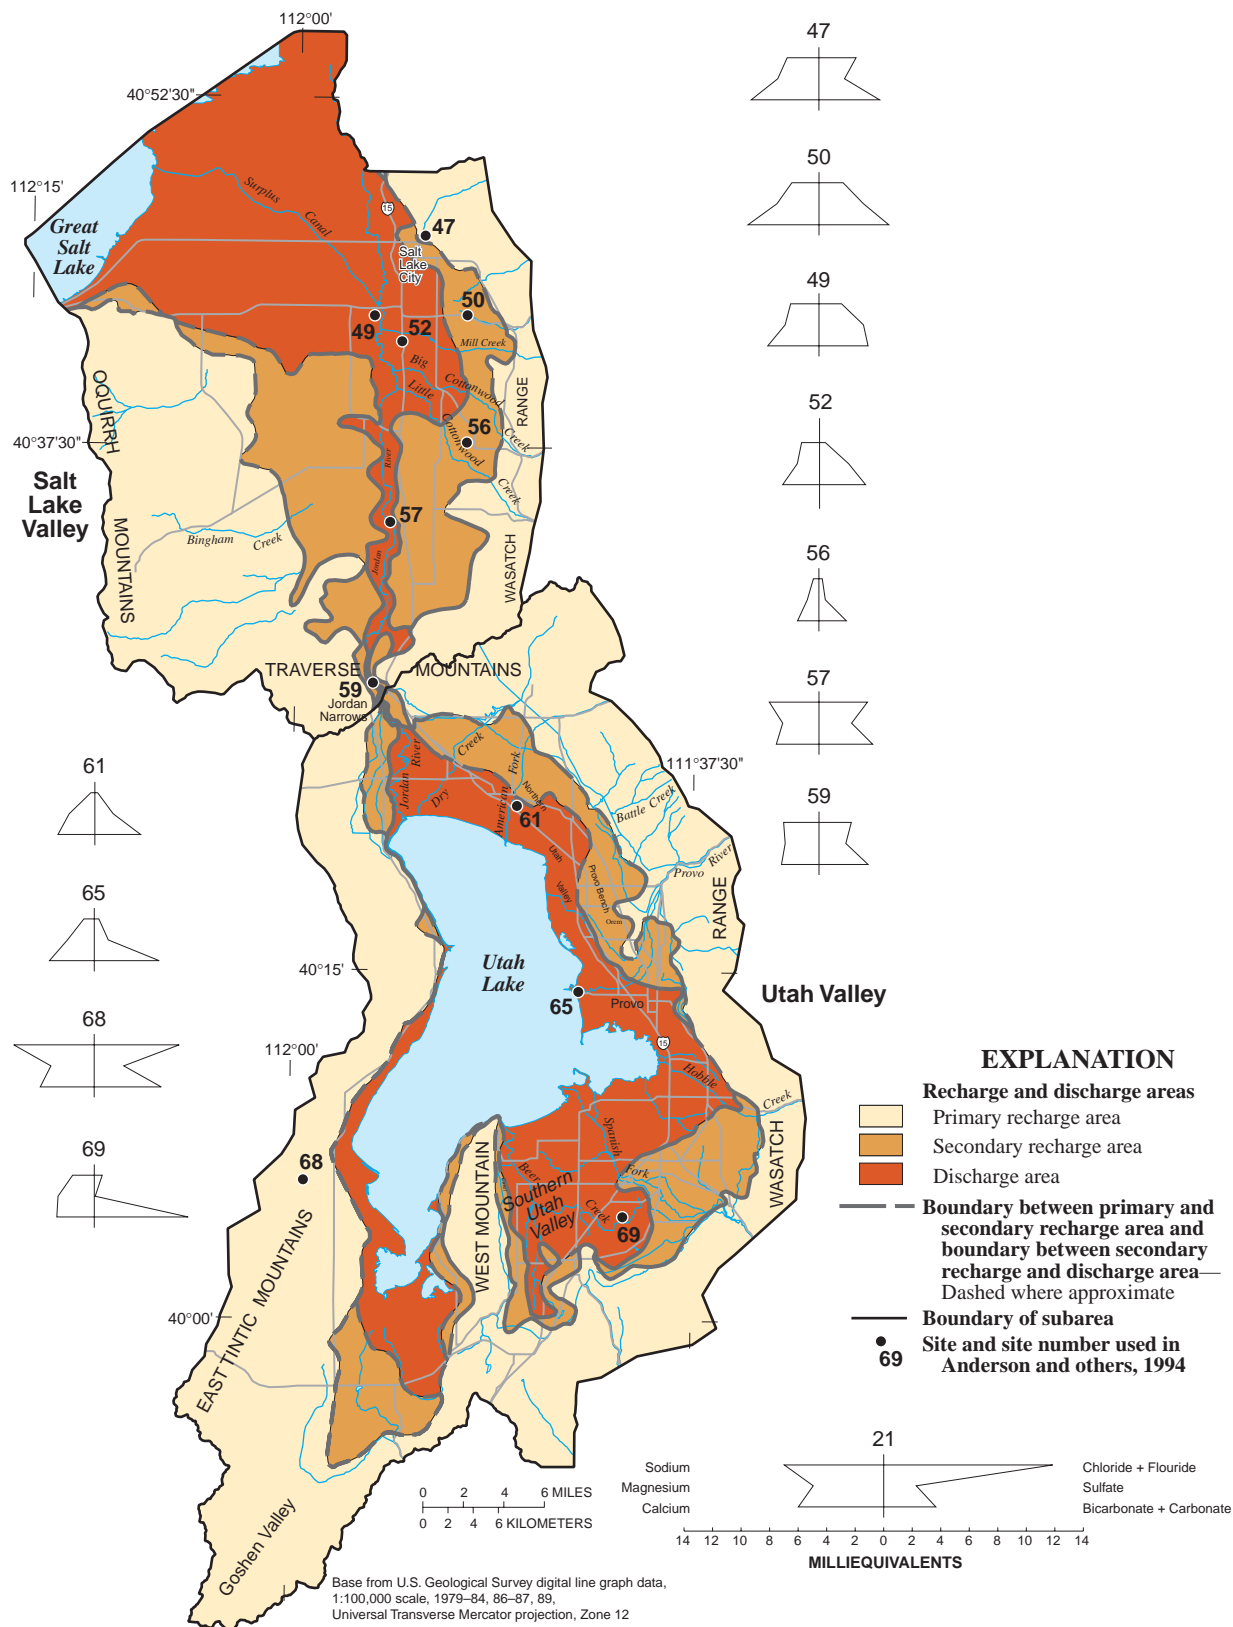 112°00'
40°52'30"
112°15'
Great
Salt
Lake
Surplus
Canal
15
47
Salt
Lake
City
50
49
52
Mill Creek
Big
Cottonwood
Creek
Little
Cottonwood
Creek
RANGE
OQUIRRH
MOUNTAINS
40°37'30"
56
Salt
Lake
Valley
River
Jordan
57
Bingham
Creek
WASATCH
TRAVERSE
MOUNTAINS
59
Jordan
Narrows
Jordan
River
Dry
Creek
American
Fork
Northern
Utah
Valley
61
111°37'30"
Battle Creek
Provo
River
Provo Bench
Orem
RANGE
40°15'
Utah
Lake
65
Provo
Utah Valley
15
Hobble
Creek
112°00'
68
Spanish
Fork
Beer
Creek
Southern
Utah
Valley
69
WASATCH
WEST MOUNTAIN
EAST TINTIC MOUNTAINS
40°00'
Goshen Valley
47
50
49
52
56
57
59
61
65
68
69
EXPLANATION
Recharge and discharge areas
Primary recharge area
Secondary recharge area
Discharge area
Boundary between primary and
secondary recharge area and
boundary between secondary
recharge and discharge area—
Dashed where approximate
Boundary of subarea
69
Site and site number used in
Anderson and others, 1994
21
Sodium
Magnesium
Calcium
Chloride + Flouride
Sulfate
Bicarbonate + Carbonate
14 12 10 8 6 4 2 0 2 4 6 8 10 12 14
MILLIEQUIVALENTS
0 2 4 6 MILES
0 2 4 6 KILOMETERS
Base from U.S. Geological Survey digital line graph data,
1:100,000 scale, 1979–84, 86–87, 89,
Universal Transverse Mercator projection, Zone 12